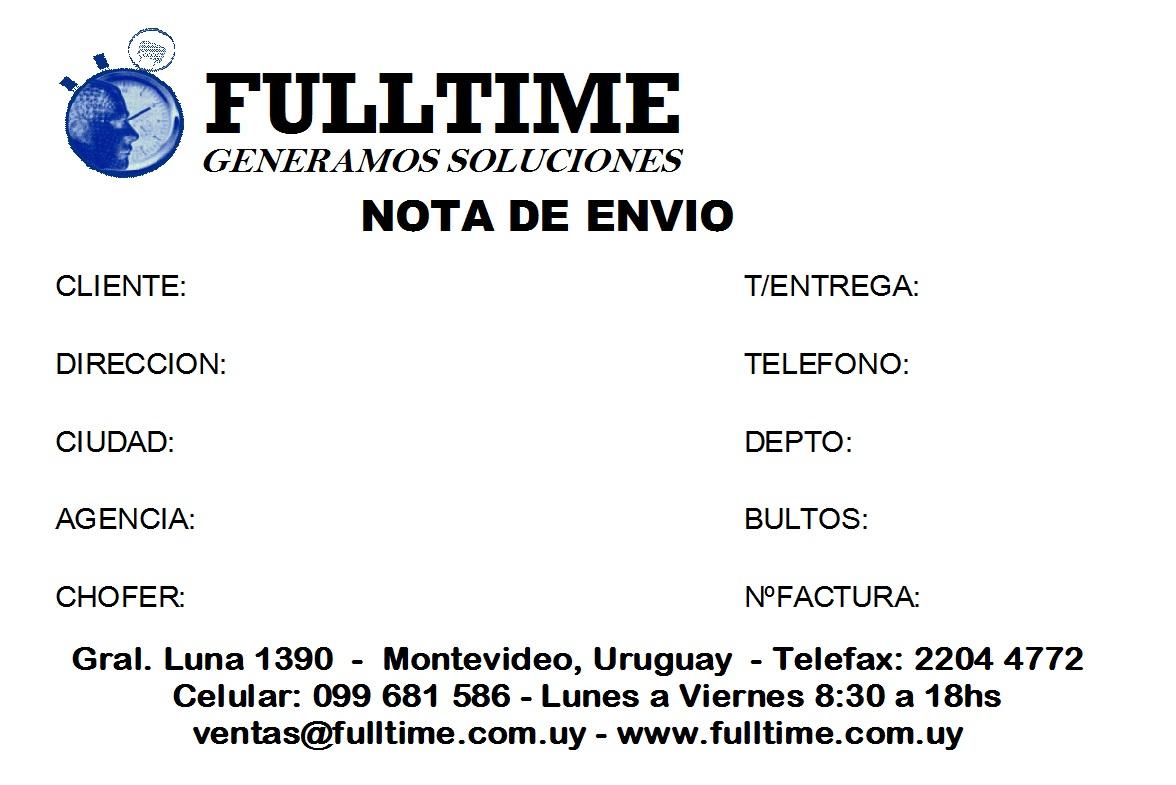 FULLTIME
GENERAMOS SOLUCIONES
NOTA DE ENVIO
CLIENTE: T/ENTREGA:
DIRECCION: TELEFONO:
CIUDAD: DEPTO:
AGENCIA: BULTOS:
CHOFER: NºFACTURA:
Gral. Luna 1390 - Montevideo, Uruguay - Telefax: 2204 4772
Celular: 099 681 586 - Lunes a Viernes 8:30 a 18hs
ventas@fulltime.com.uy - www.fulltime.com.uy